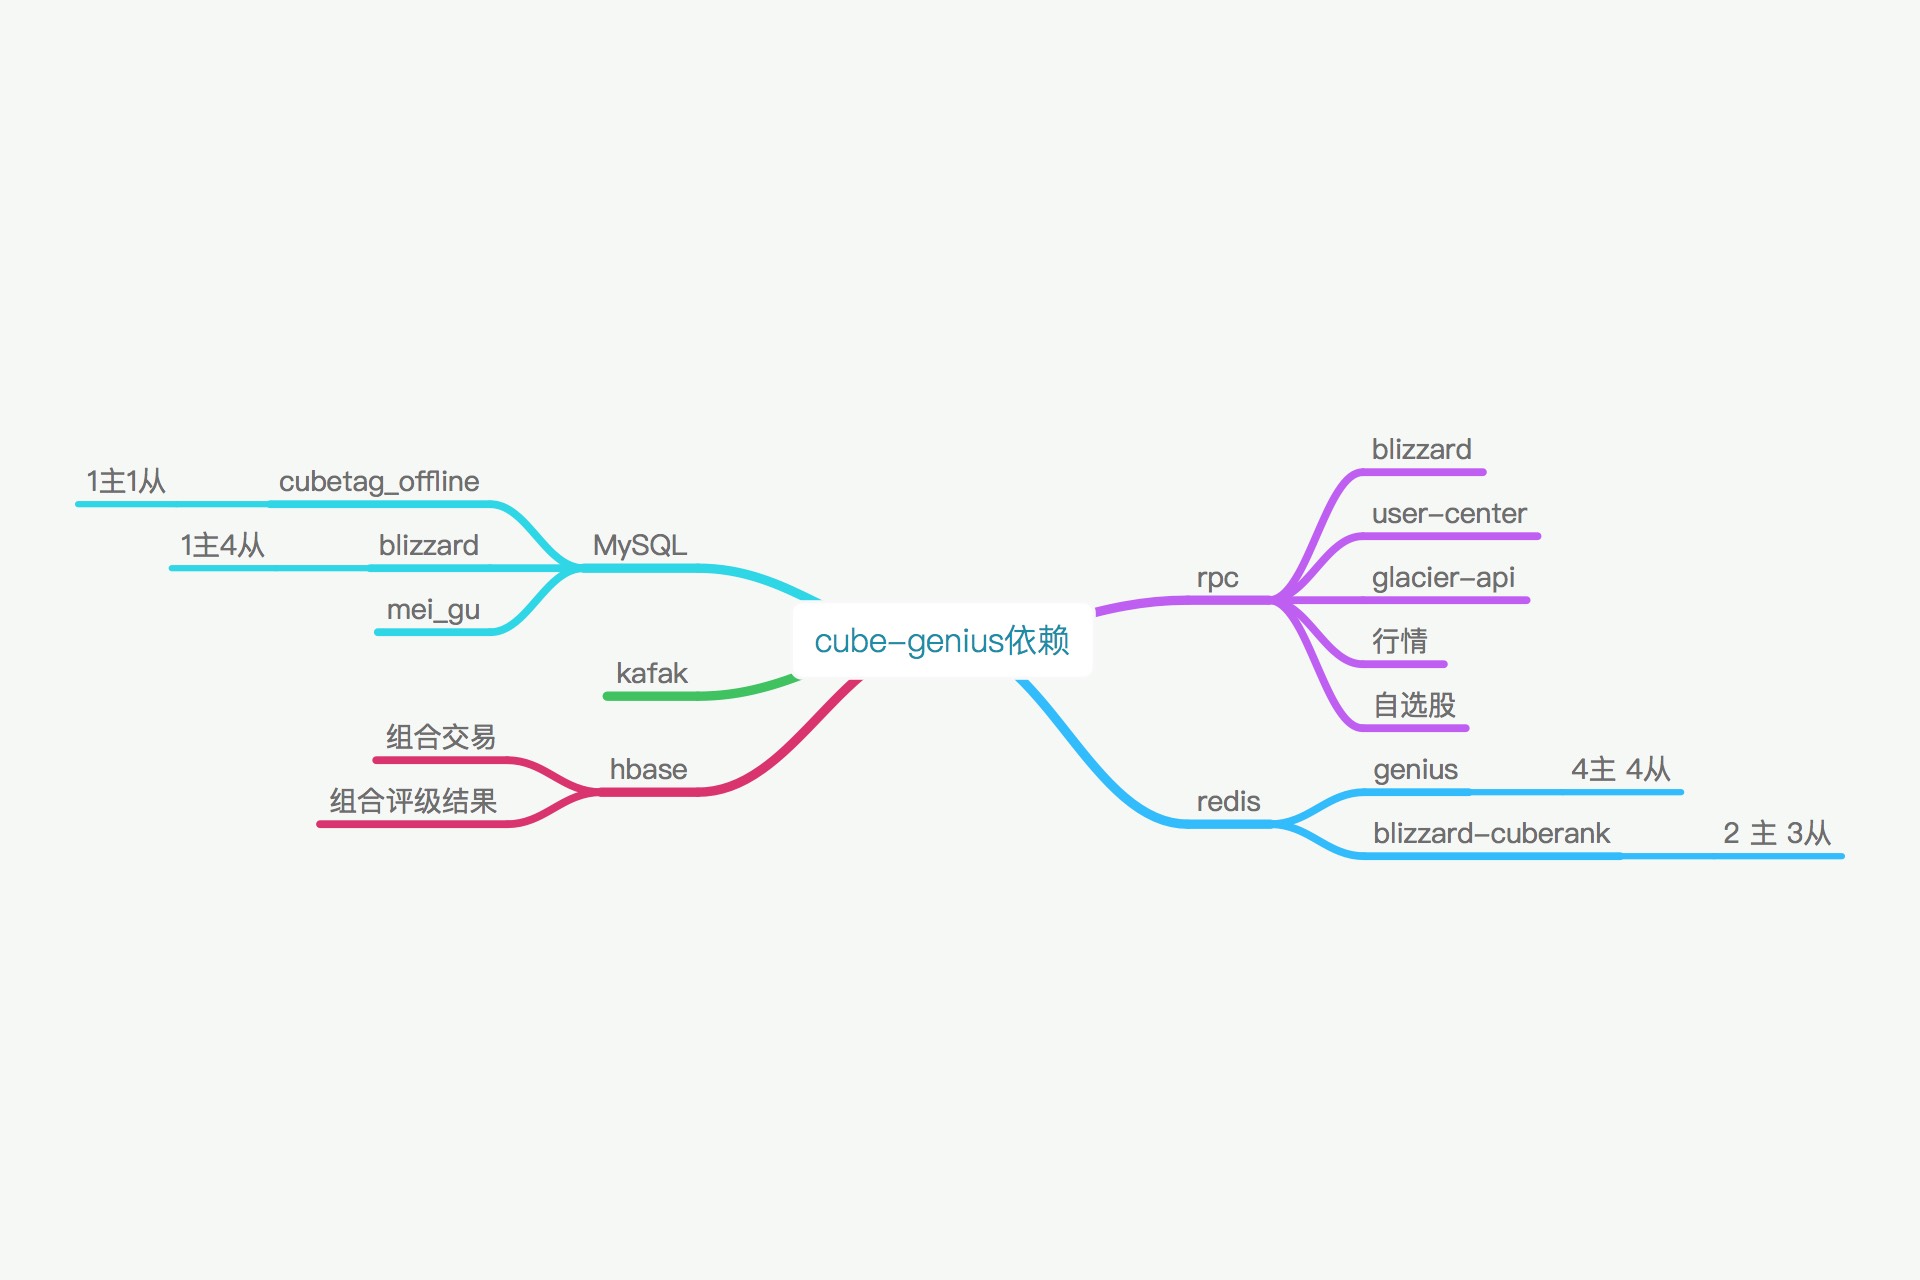 cube-genius依赖
MySQL
cubetag_offline
1主1从
blizzard
1主4从
mei_gu
kafak
hbase
组合交易
组合评级结果
rpc
blizzard
user-center
glacier-api
行情
自选股
redis
genius
4主 4从
blizzard-cuberank
2 主 3从